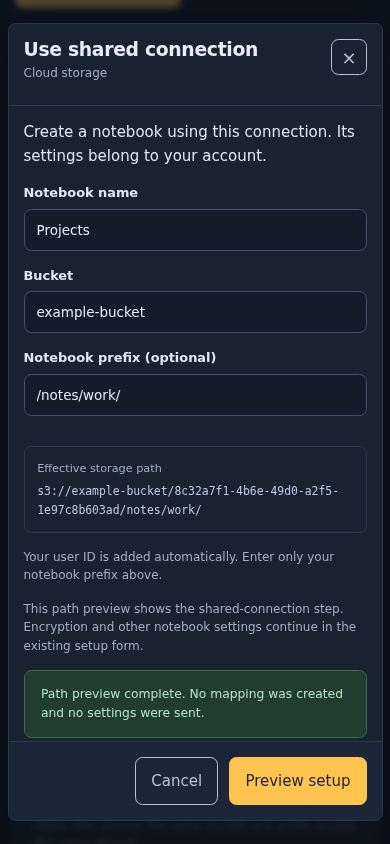 Use shared connection
Cloud storage
×
Create a notebook using this connection. Its
settings belong to your account.
Notebook name
Projects
Bucket
example-bucket
Notebook prefix (optional)
/notes/work/
Effective storage path
s3://example-bucket/8c32a7f1-4b6e-49d0-a2f5-
1e97c8b603ad/notes/work/
Your user ID is added automatically. Enter only your
notebook prefix above.
This path preview shows the shared-connection step.
Encryption and other notebook settings continue in the
existing setup form.
Path preview complete. No mapping was created
and no settings were sent.
Cancel
Preview setup